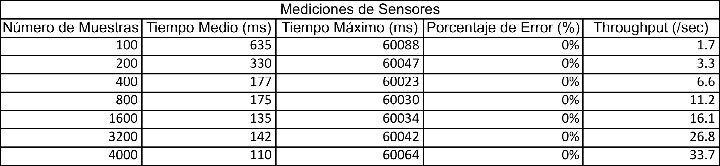 Mediciones de Sensores
Número de Muestras Tiempo Medio (ms) Tiempo Máximo (ms) Porcentaje de Error (%) Throughput (/sec)
100 635 60088 0% 1.7
200 330 60047 0% 3.3
400 177 60023 0% 6.6
800 175 60030 0% 11.2
1600 135 60034 0% 16.1
3200 142 60042 0% 26.8
4000 110 60064 0% 33.7